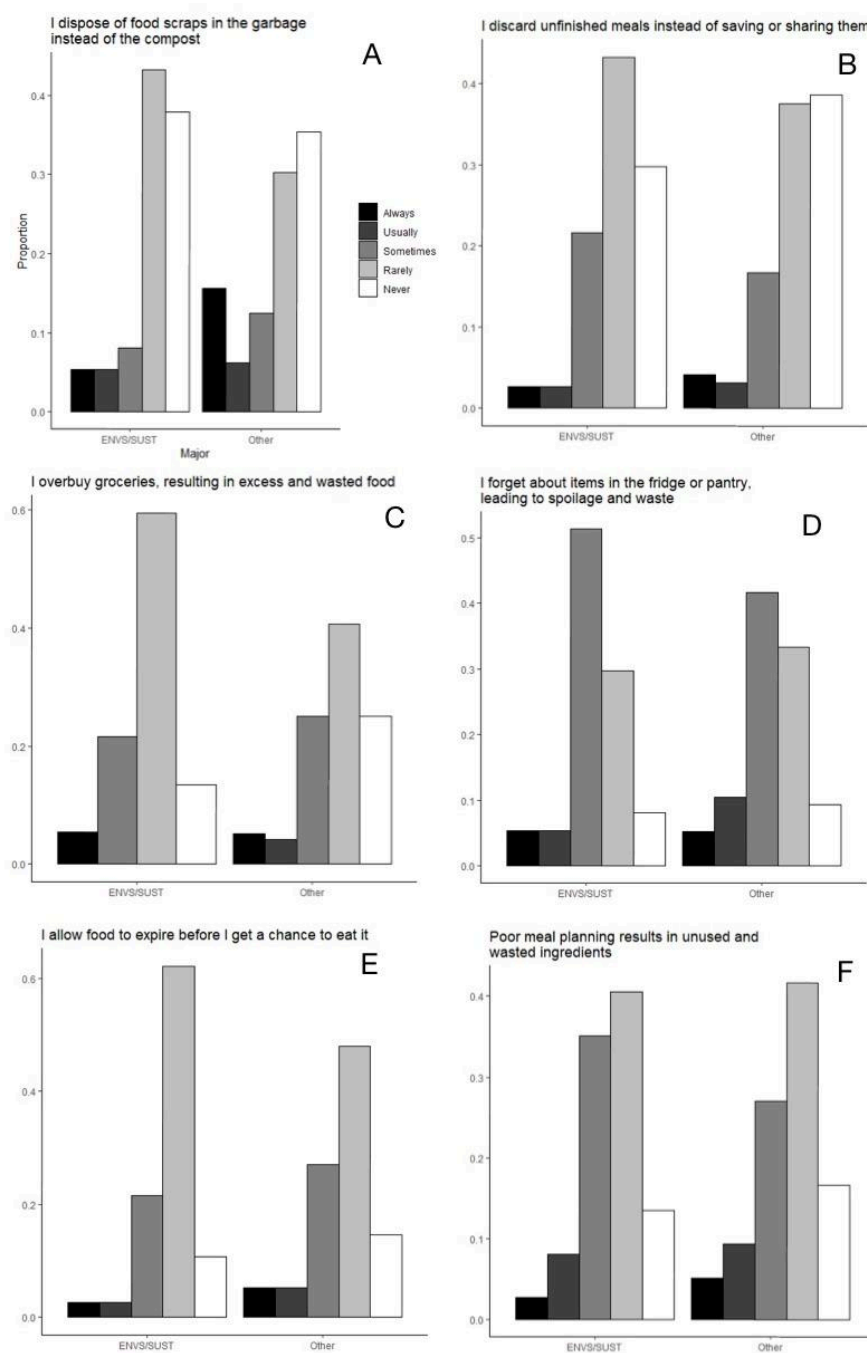 I dispose of food scraps in the garbage
instead of the compost
A
0.4
0.3
0.2
0.1
0.0
Proportion
ENVS/SUST
Other
Major
Always
Usually
Sometimes
Rarely
Never
I discard unfinished meals instead of saving or sharing them
B
0.4
0.3
0.2
0.1
0.0
ENVS/SUST
Other
I overbuy groceries, resulting in excess and wasted food
C
0.6
0.4
0.2
0.0
ENVS/SUST
Other
I forget about items in the fridge or pantry,
leading to spoilage and waste
D
0.5
0.4
0.3
0.2
0.1
0.0
ENVS/SUST
Other
I allow food to expire before I get a chance to eat it
E
0.6
0.4
0.2
0.0
ENVS/SUST
Other
Poor meal planning results in unused and
wasted ingredients
F
0.4
0.3
0.2
0.1
0.0
ENVS/SUST
Other